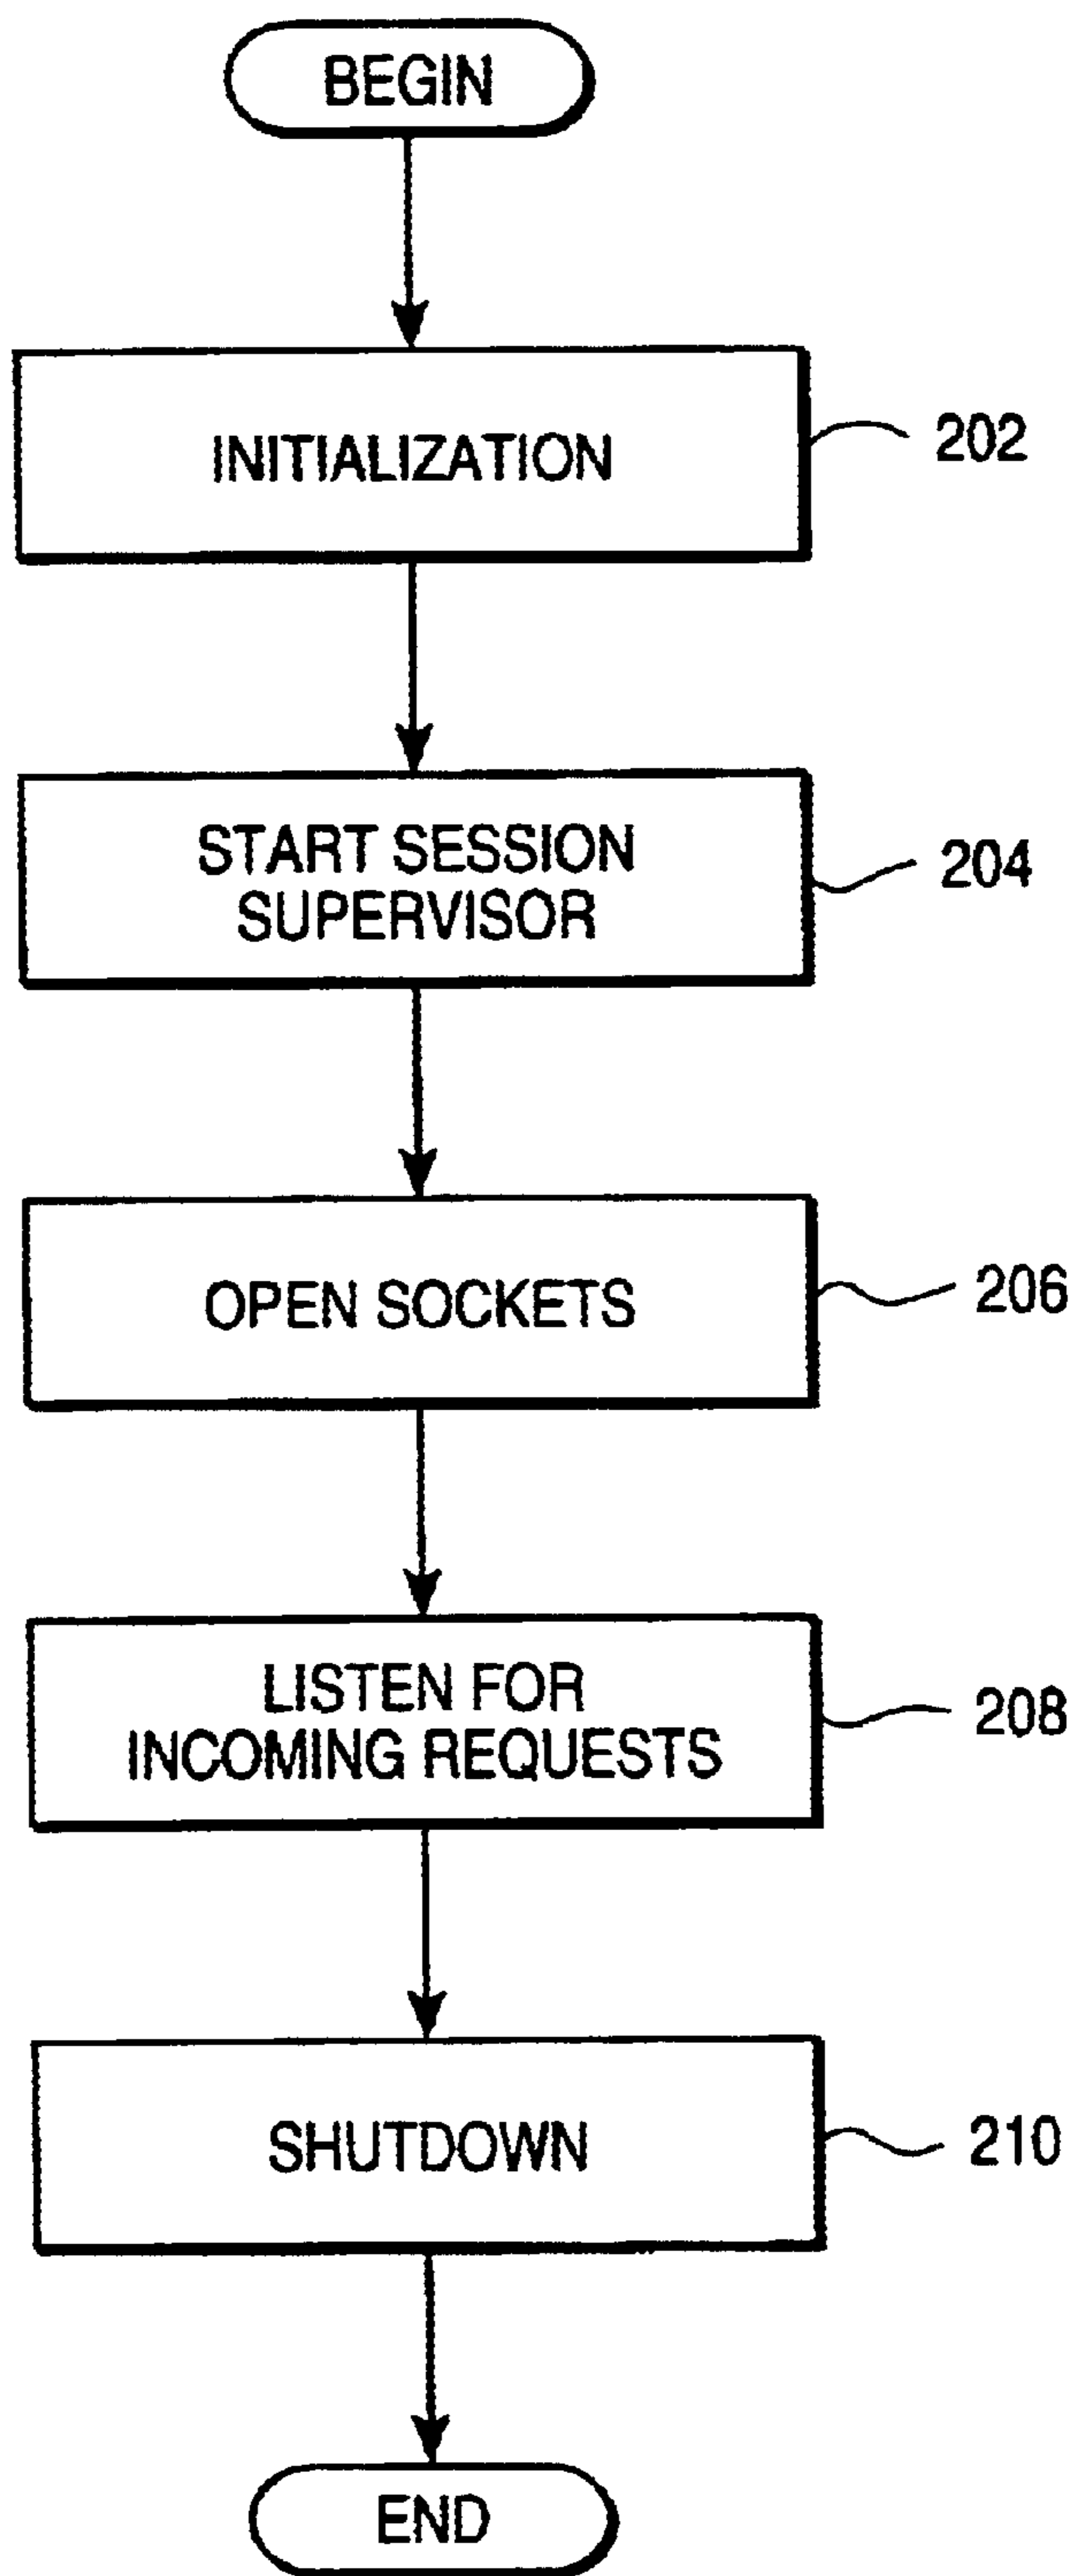 BEGIN
INITIALIZATION
202
START SESSION
SUPERVISOR
204
OPEN SOCKETS
206
LISTEN FOR
INCOMING REQUESTS
208
SHUTDOWN
210
END